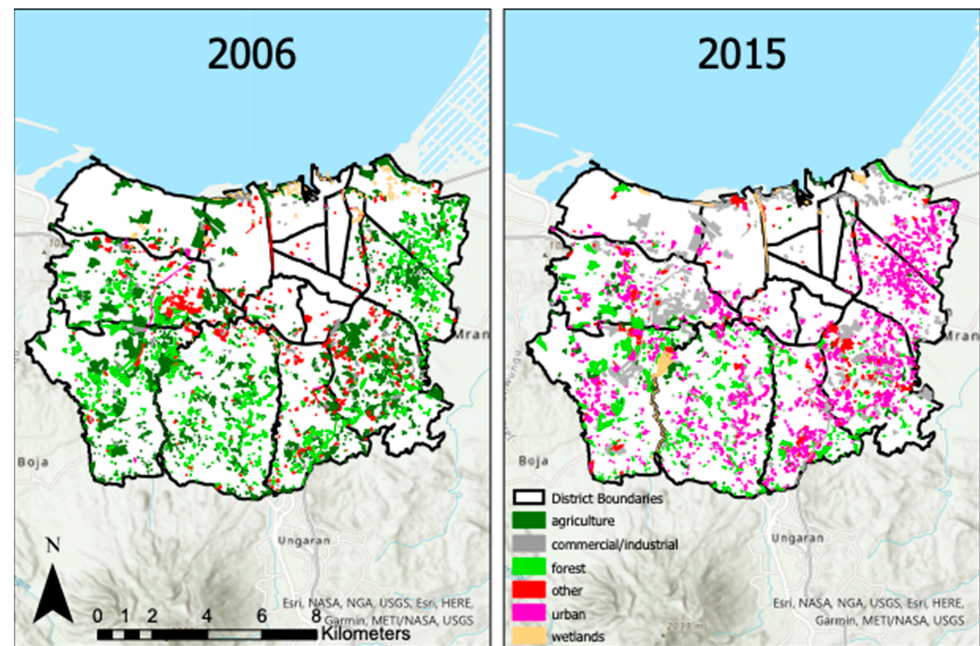 2006
Mran
Boja
Ungaran
N
Esri, NASA, NGA, USGS, Esri, HERE,
Garmin, METI/NASA, USGS
0 1 2 4 6 8
Kilometers
2015
Mran
Boja
Ungaran
District Boundaries
agriculture
commercial/industrial
forest
other
urban
wetlands
Esri, NASA, NGA, USGS, Esri, HERE,
Garmin, METI/NASA, USGS